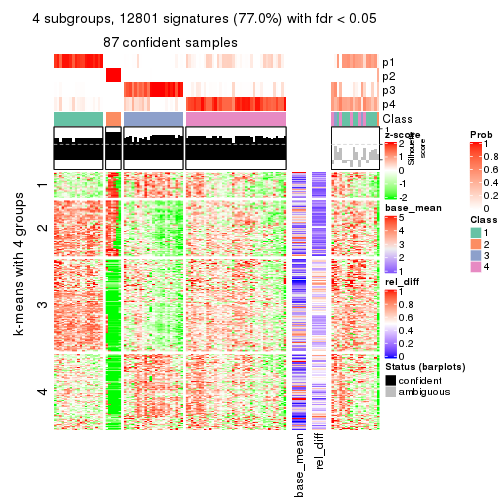 4 subgroups, 12801 signatures (77.0%) with fdr < 0.05
87 confident samples
p1
p2
p3
p4
Class
1
Silhouette
score
k-means with 4 groups
1
2
3
4
base_mean
rel_diff
z-score
2
1
0
-1
-2
base_mean
5
4
3
2
1
rel_diff
1
0.8
0.6
0.4
0.2
0
Status (barplots)
confident
ambiguous
Prob
1
0.8
0.6
0.4
0.2
0
Class
1
2
3
4